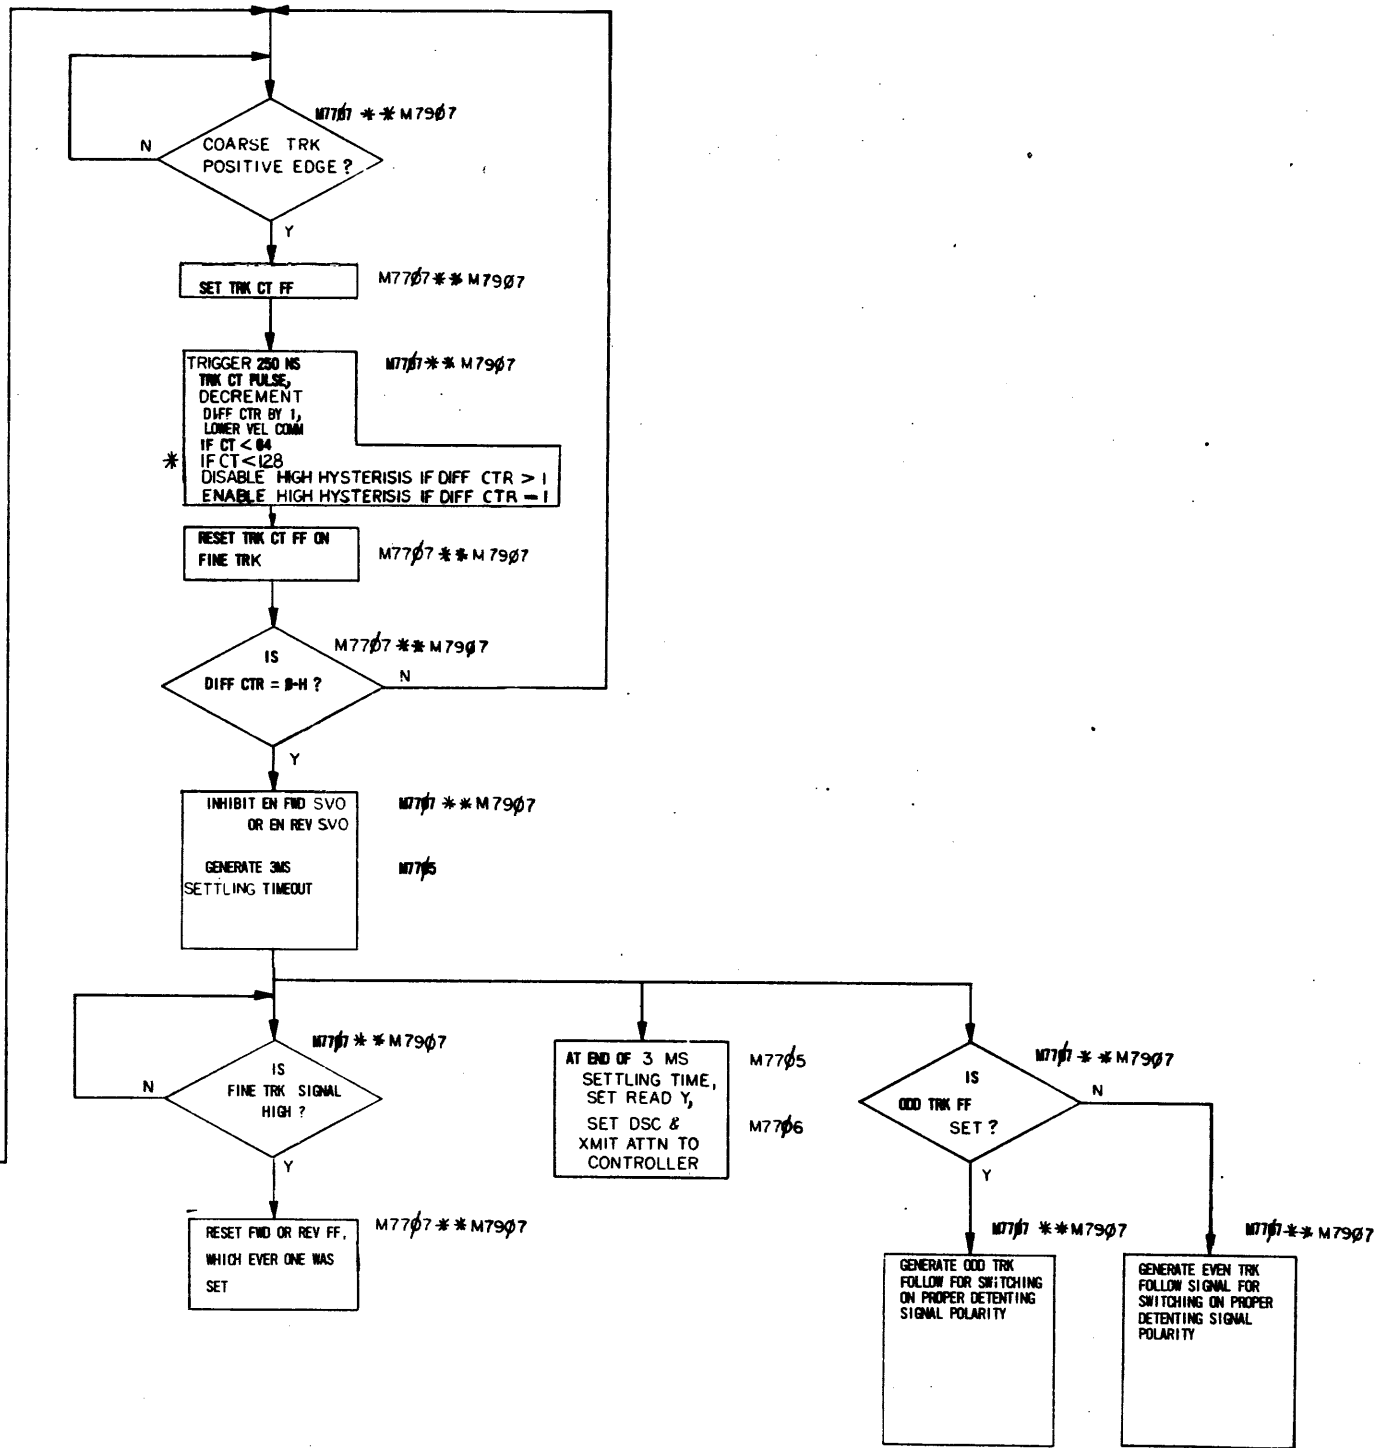 M77Ø7 ** M79Ø7
N
COARSE TRK
POSITIVE EDGE?
Y
SET TRK CT FF
M77Ø7 ** M79Ø7
TRIGGER 250 NS
TRK CT PULSE,
DECREMENT
DIFF CTR BY 1,
LOWER VEL COMM
IF CT < 64
* IF CT < 128
DISABLE HIGH HYSTERISIS IF DIFF CTR > 1
ENABLE HIGH HYSTERISIS IF DIFF CTR = 1
M77Ø7 ** M79Ø7
RESET TRK CT FF ON
FINE TRK
M77Ø7 ** M79Ø7
M77Ø7 ** M79Ø7
IS
DIFF CTR = Ø-H ?
N
Y
INHIBIT EN FWD SVO
OR EN REV SVO
M77Ø7 ** M79Ø7
GENERATE 3MS
SETTLING TIMEOUT
M77Ø5
M77Ø7 ** M79Ø7
IS
FINE TRK SIGNAL
HIGH ?
N
Y
RESET FWD OR REV FF,
WHICH EVER ONE WAS
SET
M77Ø7 ** M79Ø7
AT END OF 3 MS
SETTLING TIME,
SET READ Y,
SET DSC &
XMIT ATTN TO
CONTROLLER
M77Ø5
M77Ø6
M77Ø7 ** M79Ø7
IS
ODD TRK FF
SET ?
N
Y
M77Ø7 ** M79Ø7
GENERATE ODD TRK
FOLLOW FOR SWITCHING
ON PROPER DETENTING
SIGNAL POLARITY
M77Ø7 ** M79Ø7
GENERATE EVEN TRK
FOLLOW SIGNAL FOR
SWITCHING ON PROPER
DETENTING SIGNAL
POLARITY